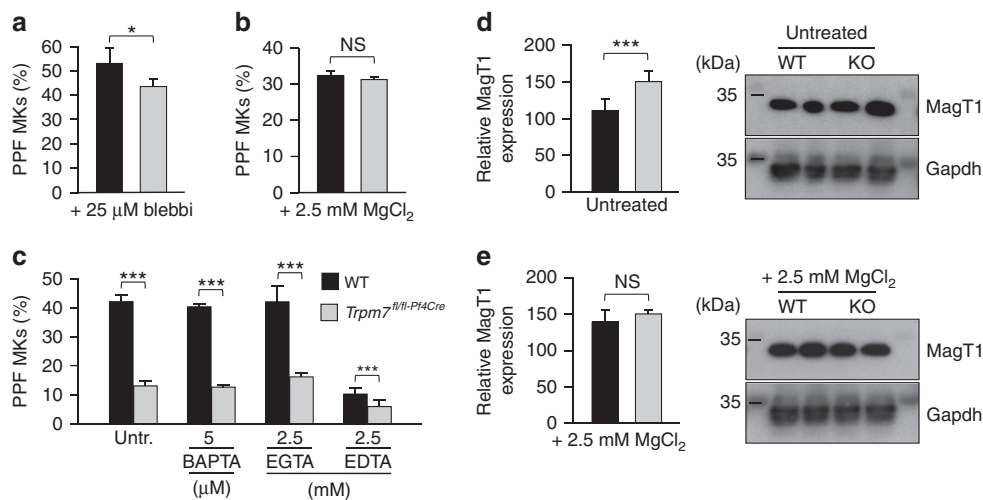 a
PPF MKs (%)
60
50
40
30
20
10
0
*
+ 25 μM blebbi
b
PPF MKs (%)
40
30
20
10
0
NS
+ 2.5 mM MgCl2
c
PPF MKs (%)
50
40
30
20
10
0
*** *** *** ***
WT
Trpm7fl/fl-Pf4Cre
Untr. 5 2.5 2.5
BAPTA EGTA EDTA
(μM) (mM)
d
Relative MagT1
expression
200
150
100
50
0
***
Untreated
Untreated
(kDa) WT KO
35
MagT1
35
Gapdh
e
Relative MagT1
expression
200
150
100
50
0
NS
+ 2.5 mM MgCl2
+ 2.5 mM MgCl2
(kDa) WT KO
35
MagT1
35
Gapdh